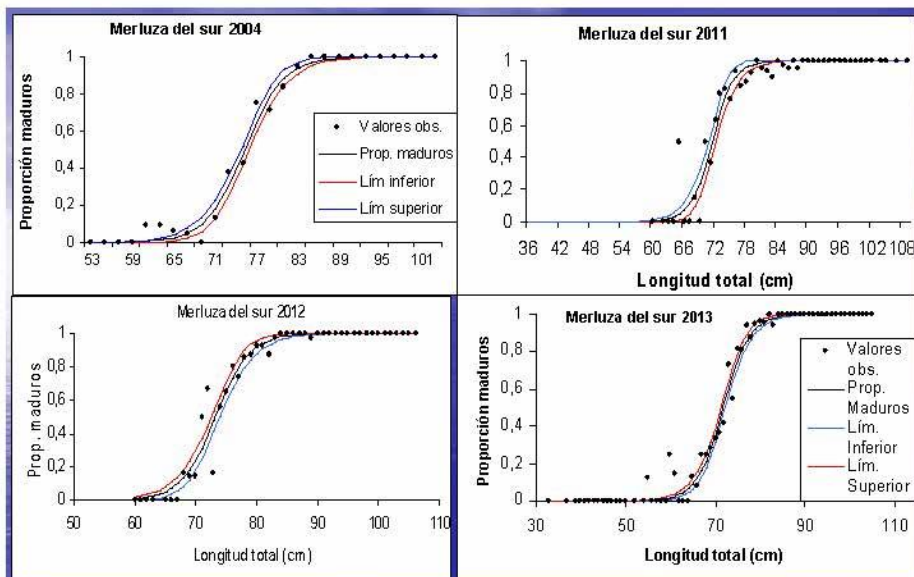 Merluza del sur 2004
Proporción maduros
1
0,8
0,6
0,4
0,2
0
Valores obs.
Prop. maduros
Lím inferior
Lím superior
53 59 65 71 77 83 89 95 101
Merluza del sur 2011
1
0,8
0,6
0,4
0,2
0
36 42 48 54 60 66 72 78 84 90 96 102 108
Longitud total (cm)
Merluza del sur 2012
Prop. maduros
1
0,8
0,6
0,4
0,2
0
50 60 70 80 90 100 110
Longitud total (cm)
Merluza del sur 2013
Proporción maduros
1
0,8
0,6
0,4
0,2
0
Valores
obs.
Prop.
Maduros
Lím.
Inferior
Lím.
Superior
30 50 70 90 110
Longitud total (cm)